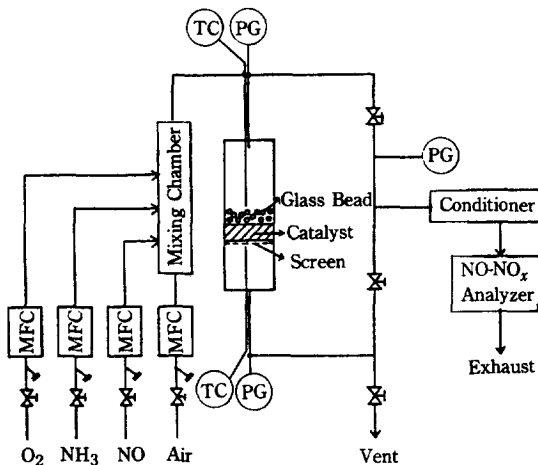 TC
PG
Mixing Chamber
Glass Bead
Catalyst
Screen
PG
Conditioner
NO-NOₓ
Analyzer
Exhaust
MFC
MFC
MFC
MFC
TC
PG
O₂
NH₃
NO
Air
Vent